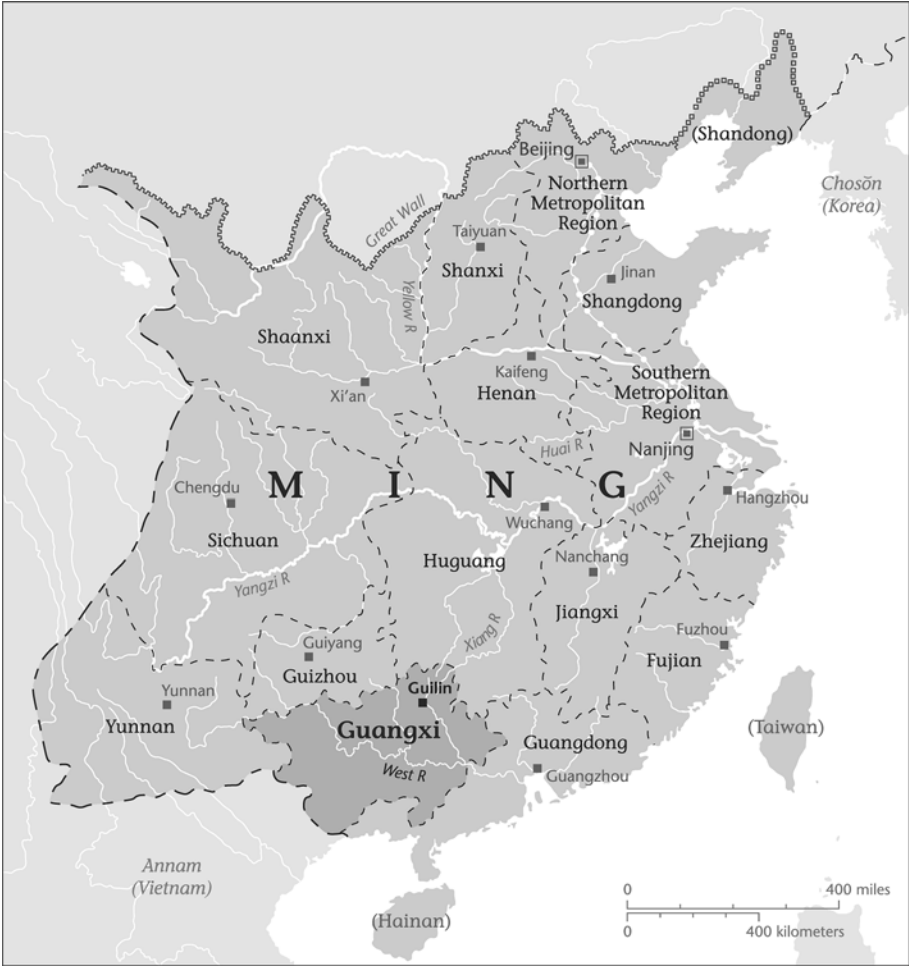 (Shandong)
Beijing
Northern
Metropolitan
Region
Chosŏn
(Korea)
Great Wall
Taiyuan
Shanxi
Yellow R
Jinan
Shangdong
Shaanxi
Kaifeng
Henan
Xi'an
Southern
Metropolitan
Region
Huai R
Nanjing
M I N G
Chengdu
Sichuan
Wuchang
Yangzi R
Hangzhou
Zhejiang
Huguang
Nanchang
Yangzi R
Jiangxi
Xiang R
Fuzhou
Fujian
Guiyang
Guizhou
Guilin
Yunnan
Yunnan
Guangxi
Guangdong
(Taiwan)
West R
Guangzhou
Annam
(Vietnam)
(Hainan)
0 400 miles
0 400 kilometers